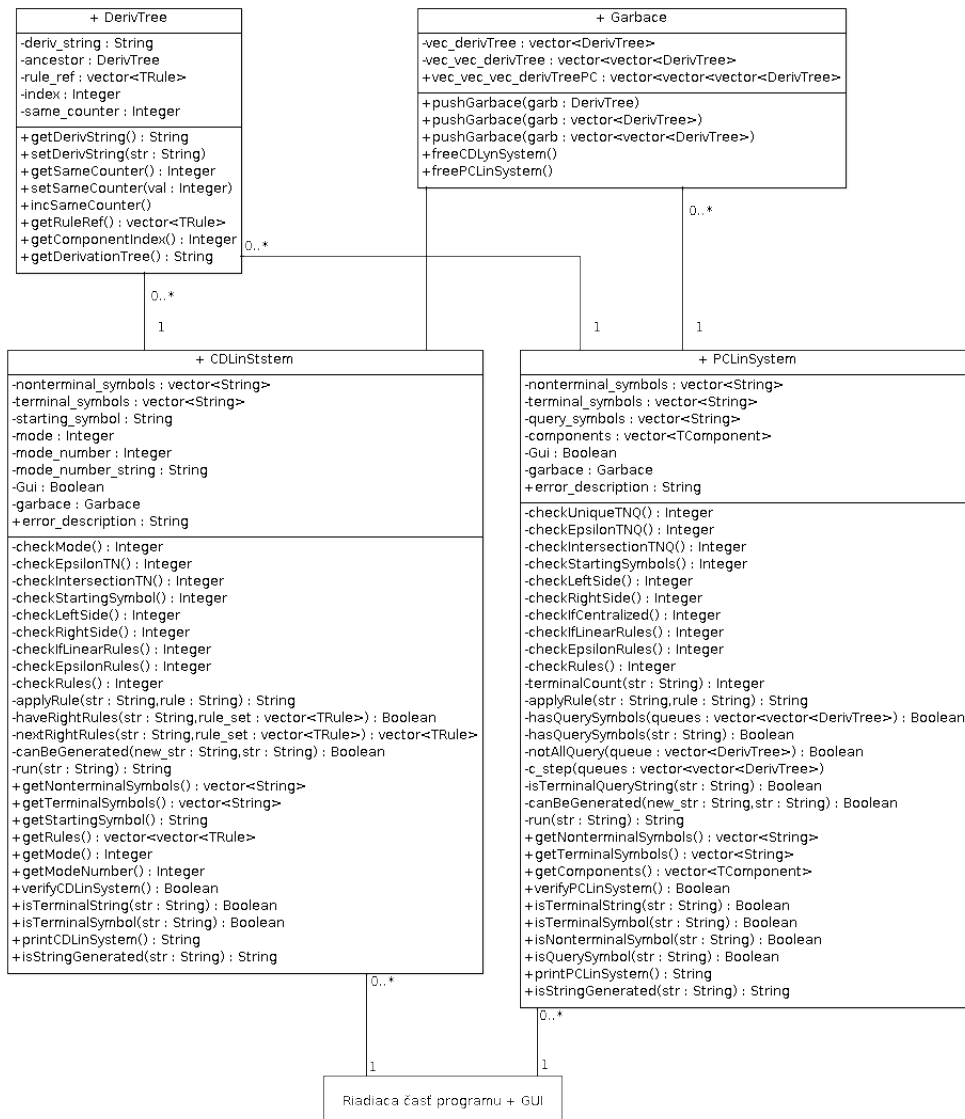 + DerivTree
-deriv_string : String
-ancestor : DerivTree
-rule_ref : vector<TRule>
-index : Integer
-same_counter : Integer
+getDerivString() : String
+setDerivString(str : String)
+getSameCounter() : Integer
+setSameCounter(val : Integer)
+incSameCounter()
+getRuleRef() : vector<TRule>
+getComponentIndex() : Integer
+getDerivationTree() : String
+ Garbace
-vec_derivTree : vector<DerivTree>
-vec_vec_derivTree : vector<vector<DerivTree>
+vec_vec_vec_derivTreePC : vector<vector<vector<DerivTree>
+pushGarbace(garb : DerivTree)
+pushGarbace(garb : vector<DerivTree>)
+pushGarbace(garb : vector<vector<DerivTree>)
+freeCDLynSystem()
+freePCLinSystem()
0..*
0..*
0..*
1
1
1
+ CDLinStstem
-nonterminal_symbols : vector<String>
-terminal_symbols : vector<String>
-starting_symbol : String
-mode : Integer
-mode_number : Integer
-mode_number_string : String
-Gui : Boolean
-garbace : Garbace
+error_description : String
-checkMode() : Integer
-checkEpsilonTN() : Integer
-checkIntersectionTN() : Integer
-checkStartingSymbol() : Integer
-checkLeftSide() : Integer
-checkRightSide() : Integer
-checkIfLinearRules() : Integer
-checkEpsilonRules() : Integer
-checkRules() : Integer
-applyRule(str : String,rule : String) : String
-haveRightRules(str : String,rule_set : vector<TRule>) : Boolean
-nextRightRules(str : String,rule_set : vector<TRule>) : vector<TRule>
-canBeGenerated(new_str : String,str : String) : Boolean
-run(str : String) : String
+getNonterminalSymbols() : vector<String>
+getTerminalSymbols() : vector<String>
+getStartingSymbol() : String
+getRules() : vector<vector<TRule>
+getMode() : Integer
+getModeNumber() : Integer
+verifyCDLinSystem() : Boolean
+isTerminalString(str : String) : Boolean
+isTerminalSymbol(str : String) : Boolean
+printCDLinSystem() : String
+isStringGenerated(str : String) : String
+ PCLinSystem
-nonterminal_symbols : vector<String>
-terminal_symbols : vector<String>
-query_symbols : vector<String>
-components : vector<TComponent>
-Gui : Boolean
-garbace : Garbace
+error_description : String
-checkUniqueTNQ() : Integer
-checkEpsilonTNQ() : Integer
-checkIntersectionTNQ() : Integer
-checkStartingSymbols() : Integer
-checkLeftSide() : Integer
-checkRightSide() : Integer
-checkIfCentralized() : Integer
-checkIfLinearRules() : Integer
-checkEpsilonRules() : Integer
-checkRules() : Integer
-terminalCount(str : String) : Integer
-applyRule(str : String,rule : String) : String
-hasQuerySymbols(queues : vector<vector<DerivTree>) : Boolean
-hasQuerySymbols(str : String) : Boolean
-notAllQuery(queue : vector<DerivTree>) : Boolean
-c_step(queues : vector<vector<DerivTree>)
-isTerminalQueryString(str : String) : Boolean
-canBeGenerated(new_str : String,str : String) : Boolean
-run(str : String) : String
+getNonterminalSymbols() : vector<String>
+getTerminalSymbols() : vector<String>
+getComponents() : vector<TComponent>
+verifyPCLinSystem() : Boolean
+isTerminalString(str : String) : Boolean
+isTerminalSymbol(str : String) : Boolean
+isNonterminalSymbol(str : String) : Boolean
+isQuerySymbol(str : String) : Boolean
+printPCLinSystem() : String
+isStringGenerated(str : String) : String
0..*
0..*
1
1
Riadiaca časť programu + GUI